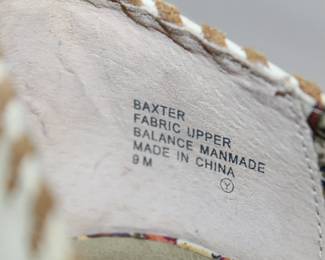 BAXTER
FABRIC UPPER
BALANCE MANMADE
MADE IN CHINA
9 M
Y